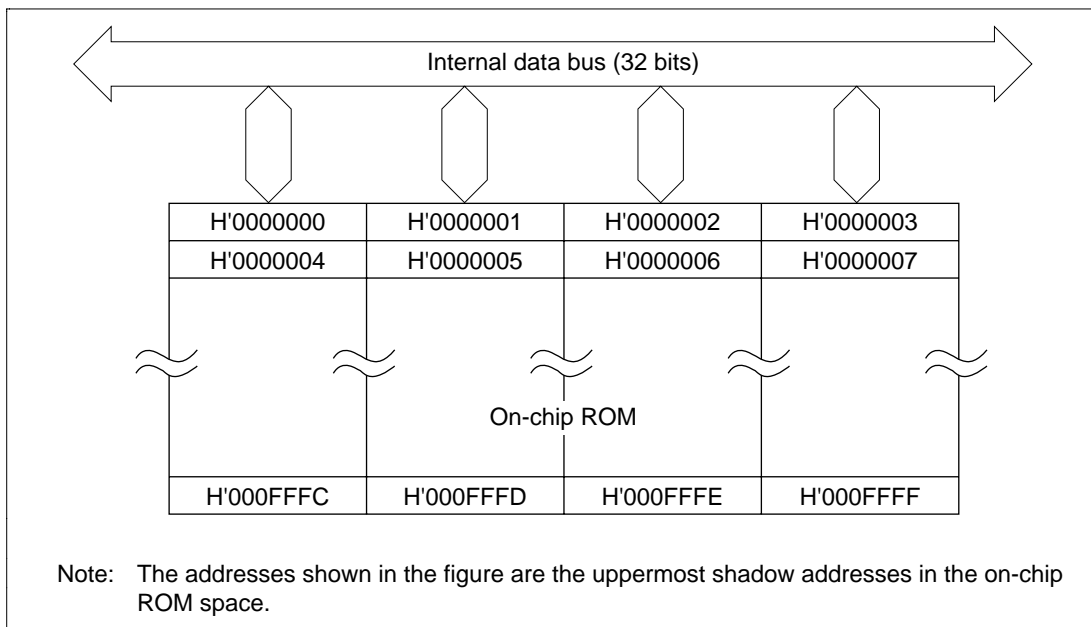 Internal data bus (32 bits)
H'0000000 H'0000001 H'0000002 H'0000003
H'0000004 H'0000005 H'0000006 H'0000007
On-chip ROM
H'000FFFC H'000FFFD H'000FFFE H'000FFFF
Note: The addresses shown in the figure are the uppermost shadow addresses in the on-chip
ROM space.